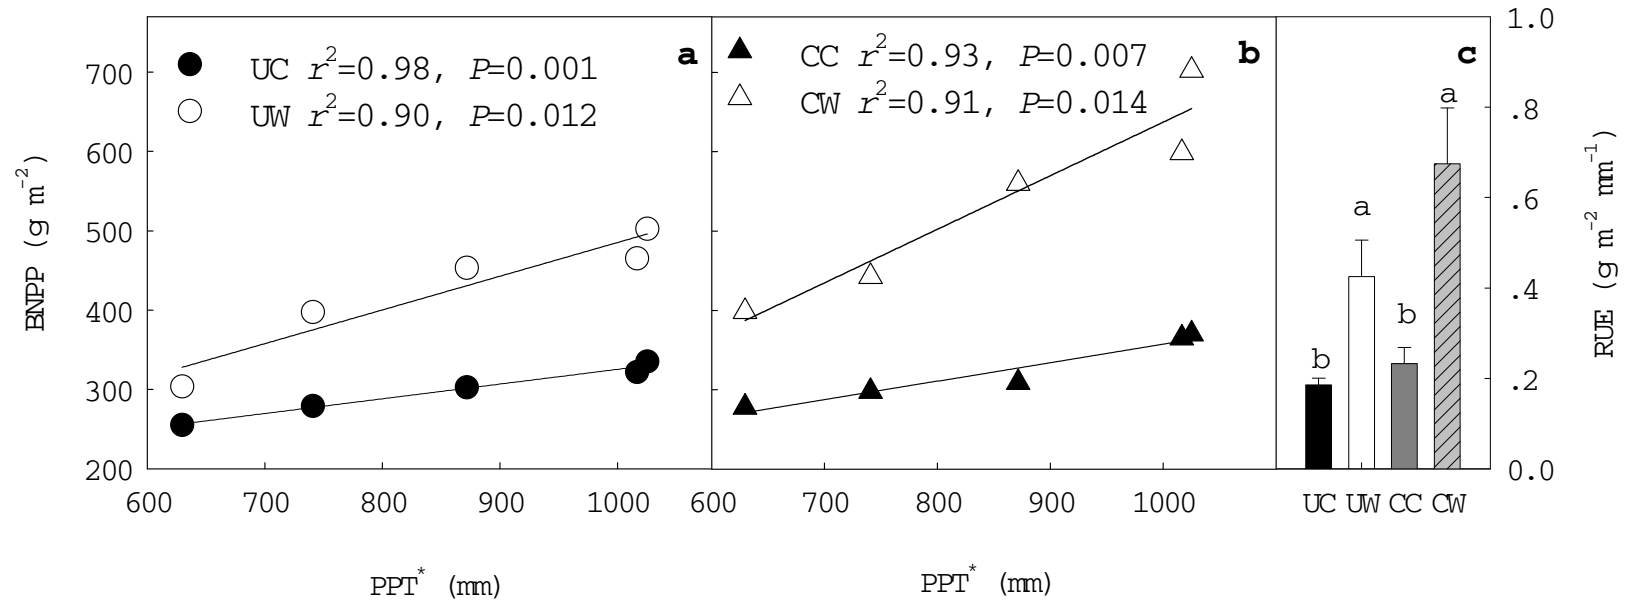 a
UC r²=0.98, P=0.001
UW r²=0.90, P=0.012
BNPP (g m⁻²)
700
600
500
400
300
200
600 700 800 900 1000
PPT* (mm)
b
CC r²=0.93, P=0.007
CW r²=0.91, P=0.014
600 700 800 900 1000
PPT* (mm)
c
b
a
b
a
UC UW CC CW
1.0
.8
.6
.4
.2
0.0
RUE (g m⁻² mm⁻¹)